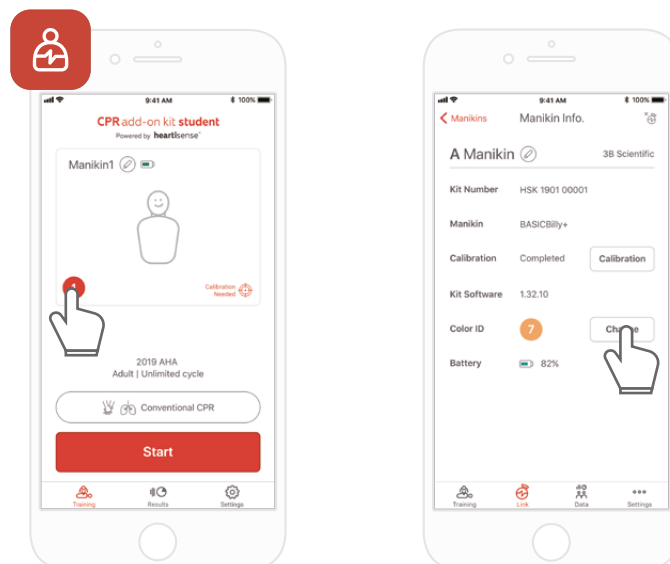 9:41 AM
100%
CPR add-on kit student
Powered by heartisense
Manikin1
Calibration
Needed
2019 AHA
Adult | Unlimited cycle
Conventional CPR
Start
Training
Results
Settings
9:41 AM
100%
Manikins
Manikin Info.
A Manikin
3B Scientific
Kit Number
HSK 1901 00001
Manikin
BASICBilly+
Calibration
Completed
Calibration
Kit Software
1.32.10
Color ID
7
Battery
82%
Training
Link
Data
Settings